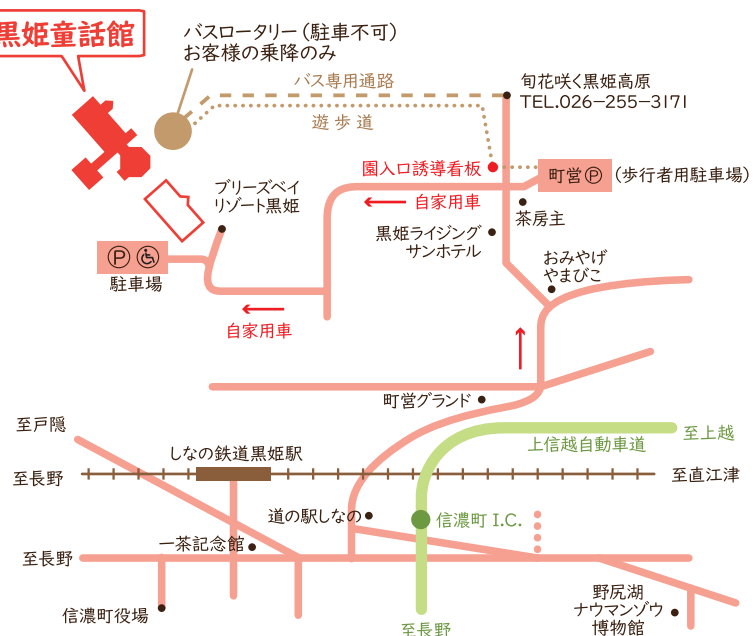 黒姫童話館
バスロータリー（駐車不可）
お客様の乗降のみ
バス専用通路
遊歩道
旬花咲く黒姫高原
TEL.026−255−3171
園入口誘導看板
町営Ⓟ
（歩行者用駐車場）
自家用車
茶房主
ブリーズベイ
リゾート黒姫
黒姫ライジング
サンホテル
おみやげ
やまびこ
Ⓟ
駐車場
自家用車
町営グランド
至戸隠
しなの鉄道黒姫駅
至長野
上信越自動車道
至上越
至直江津
道の駅しなの
信濃町 I.C.
一茶記念館
至長野
信濃町役場
至長野
野尻湖
ナウマンゾウ
博物館